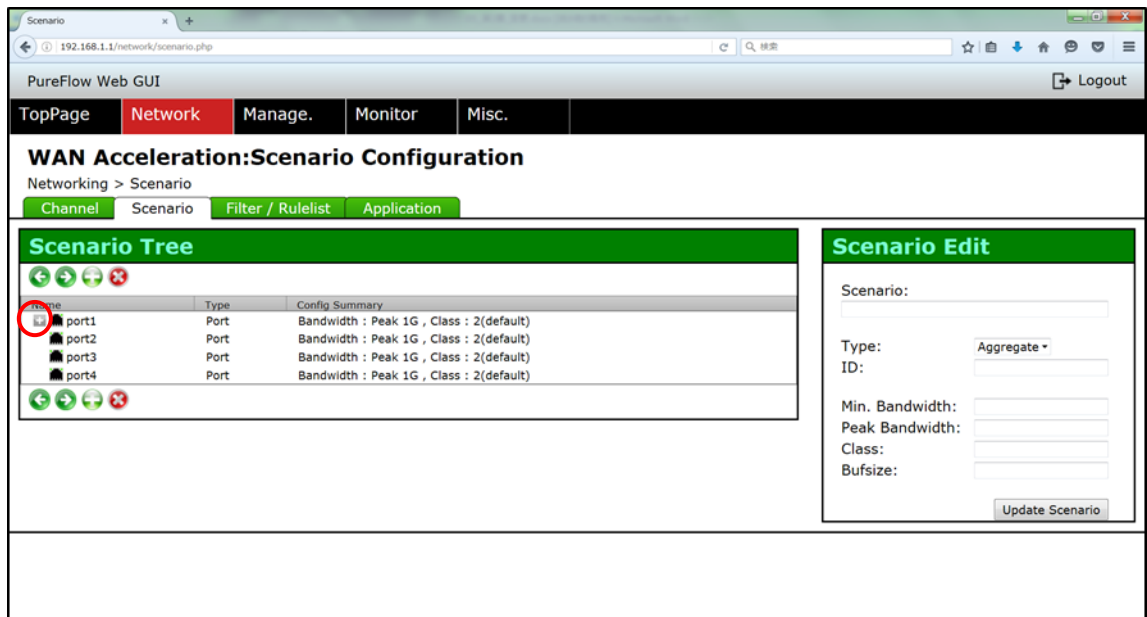 Scenario
192.168.1.1/network/scenario.php
検索
PureFlow Web GUI
Logout
TopPage Network Manage. Monitor Misc.
WAN Acceleration:Scenario Configuration
Networking > Scenario
Channel Scenario Filter / Rulelist Application
Scenario Tree
Name Type Config Summary
port1 Port Bandwidth : Peak 1G , Class : 2(default)
port2 Port Bandwidth : Peak 1G , Class : 2(default)
port3 Port Bandwidth : Peak 1G , Class : 2(default)
port4 Port Bandwidth : Peak 1G , Class : 2(default)
Scenario Edit
Scenario:
Type: Aggregate
ID:
Min. Bandwidth:
Peak Bandwidth:
Class:
Bufsize:
Update Scenario